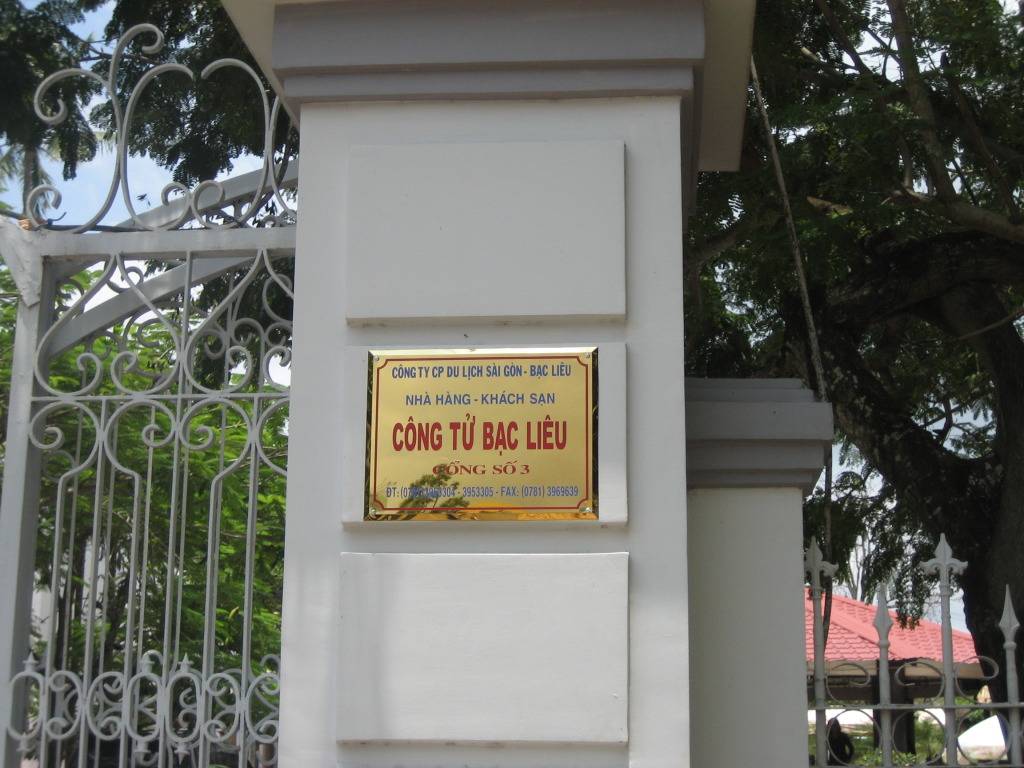 CÔNG TY CP DU LỊCH SÀI GÒN - BẠC LIÊU
NHÀ HÀNG - KHÁCH SẠN
CÔNG TỬ BẠC LIÊU
CỔNG SỐ 3
ĐT: - 3953305 - FAX: (0781) 3969639